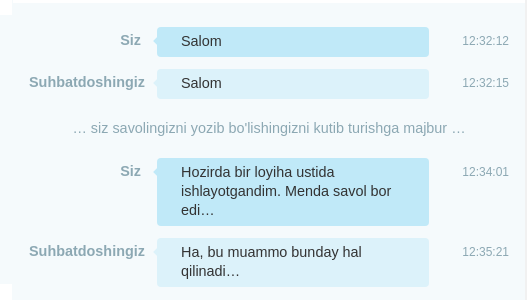 Siz Salom 12:32:12
Suhbatdoshingiz Salom 12:32:15
… siz savolingizni yozib bo'lishingizni kutib turishga majbur …
Siz Hozirda bir loyiha ustida 12:34:01
ishlayotgandim. Menda savol bor
edi…
Suhbatdoshingiz Ha, bu muammo bunday hal 12:35:21
qilinadi…